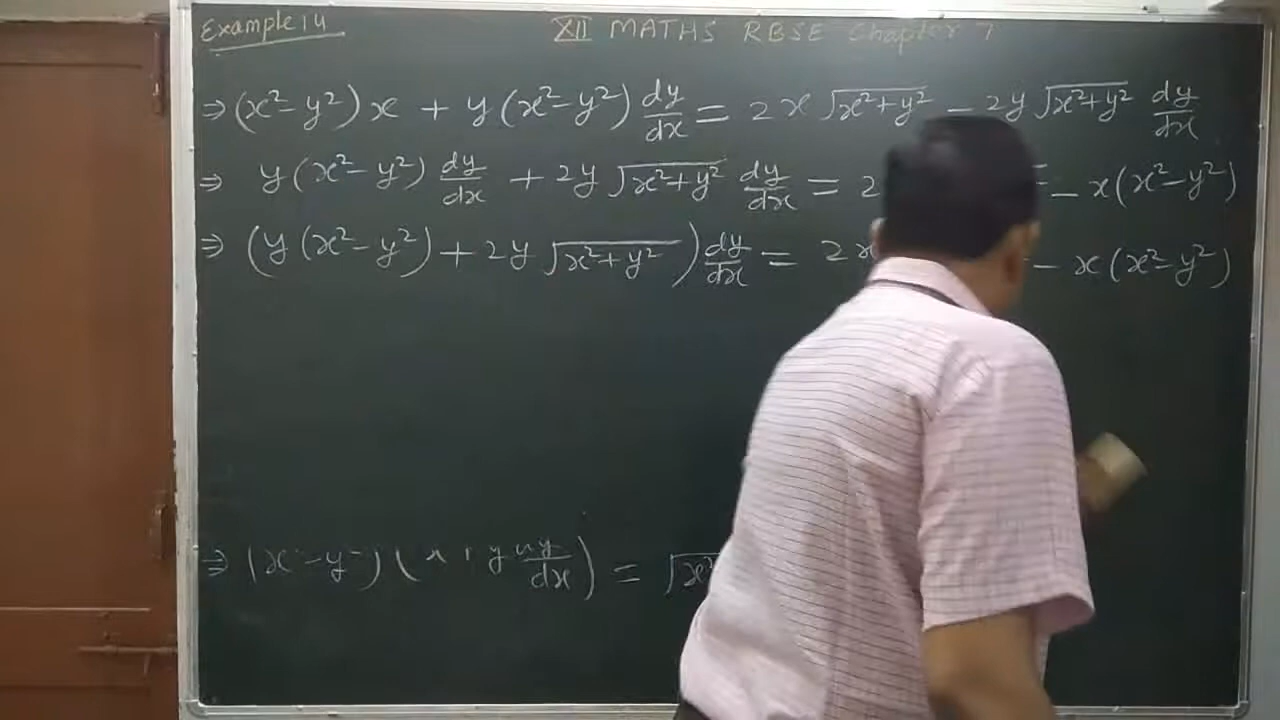 Example 14
XII MATHS RBSE Chapter 7
⇒ (x² - y²) x + y (x² - y²) dy/dx = 2x √(x² + y²) - 2y √(x² + y²) dy/dx
⇒ y (x² - y²) dy/dx + 2y √(x² + y²) dy/dx = 2 - x (x² - y²)
⇒ (y (x² - y²) + 2y √(x² + y²)) dy/dx = 2x - x (x² - y²)
⇒ (x² - y²) (x + y dy/dx) = √x²